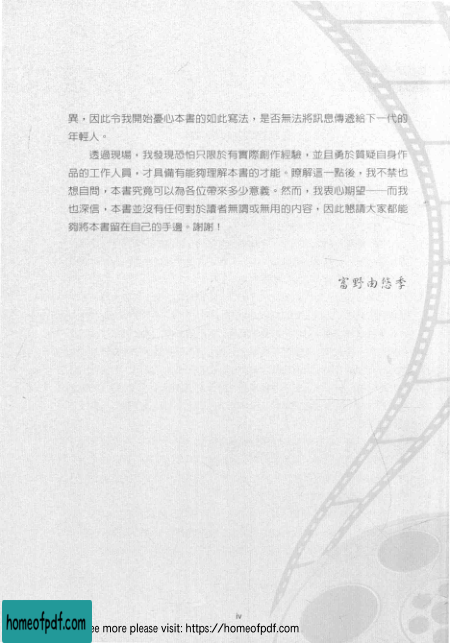 異，因此令我開始憂心本書的如此寫法，是否無法將訊息傳遞給下一代的
年輕人。
透過現場，我發現恐怕只限於有實際創作經驗，並且勇於質疑自身作
品的工作人員，才具備有能夠理解本書的才能。瞭解這一點後，我不禁也
想自問，本書究竟可以為各位帶來多少意義。然而，我衷心期望——而我
也深信，本書並沒有任何對於讀者無謂或無用的內容，因此懇請大家都能
夠將本書留在自己的手邊。謝謝！
富野由悠季
iv
homeofpdf.com
ee more please visit: https://homeofpdf.com